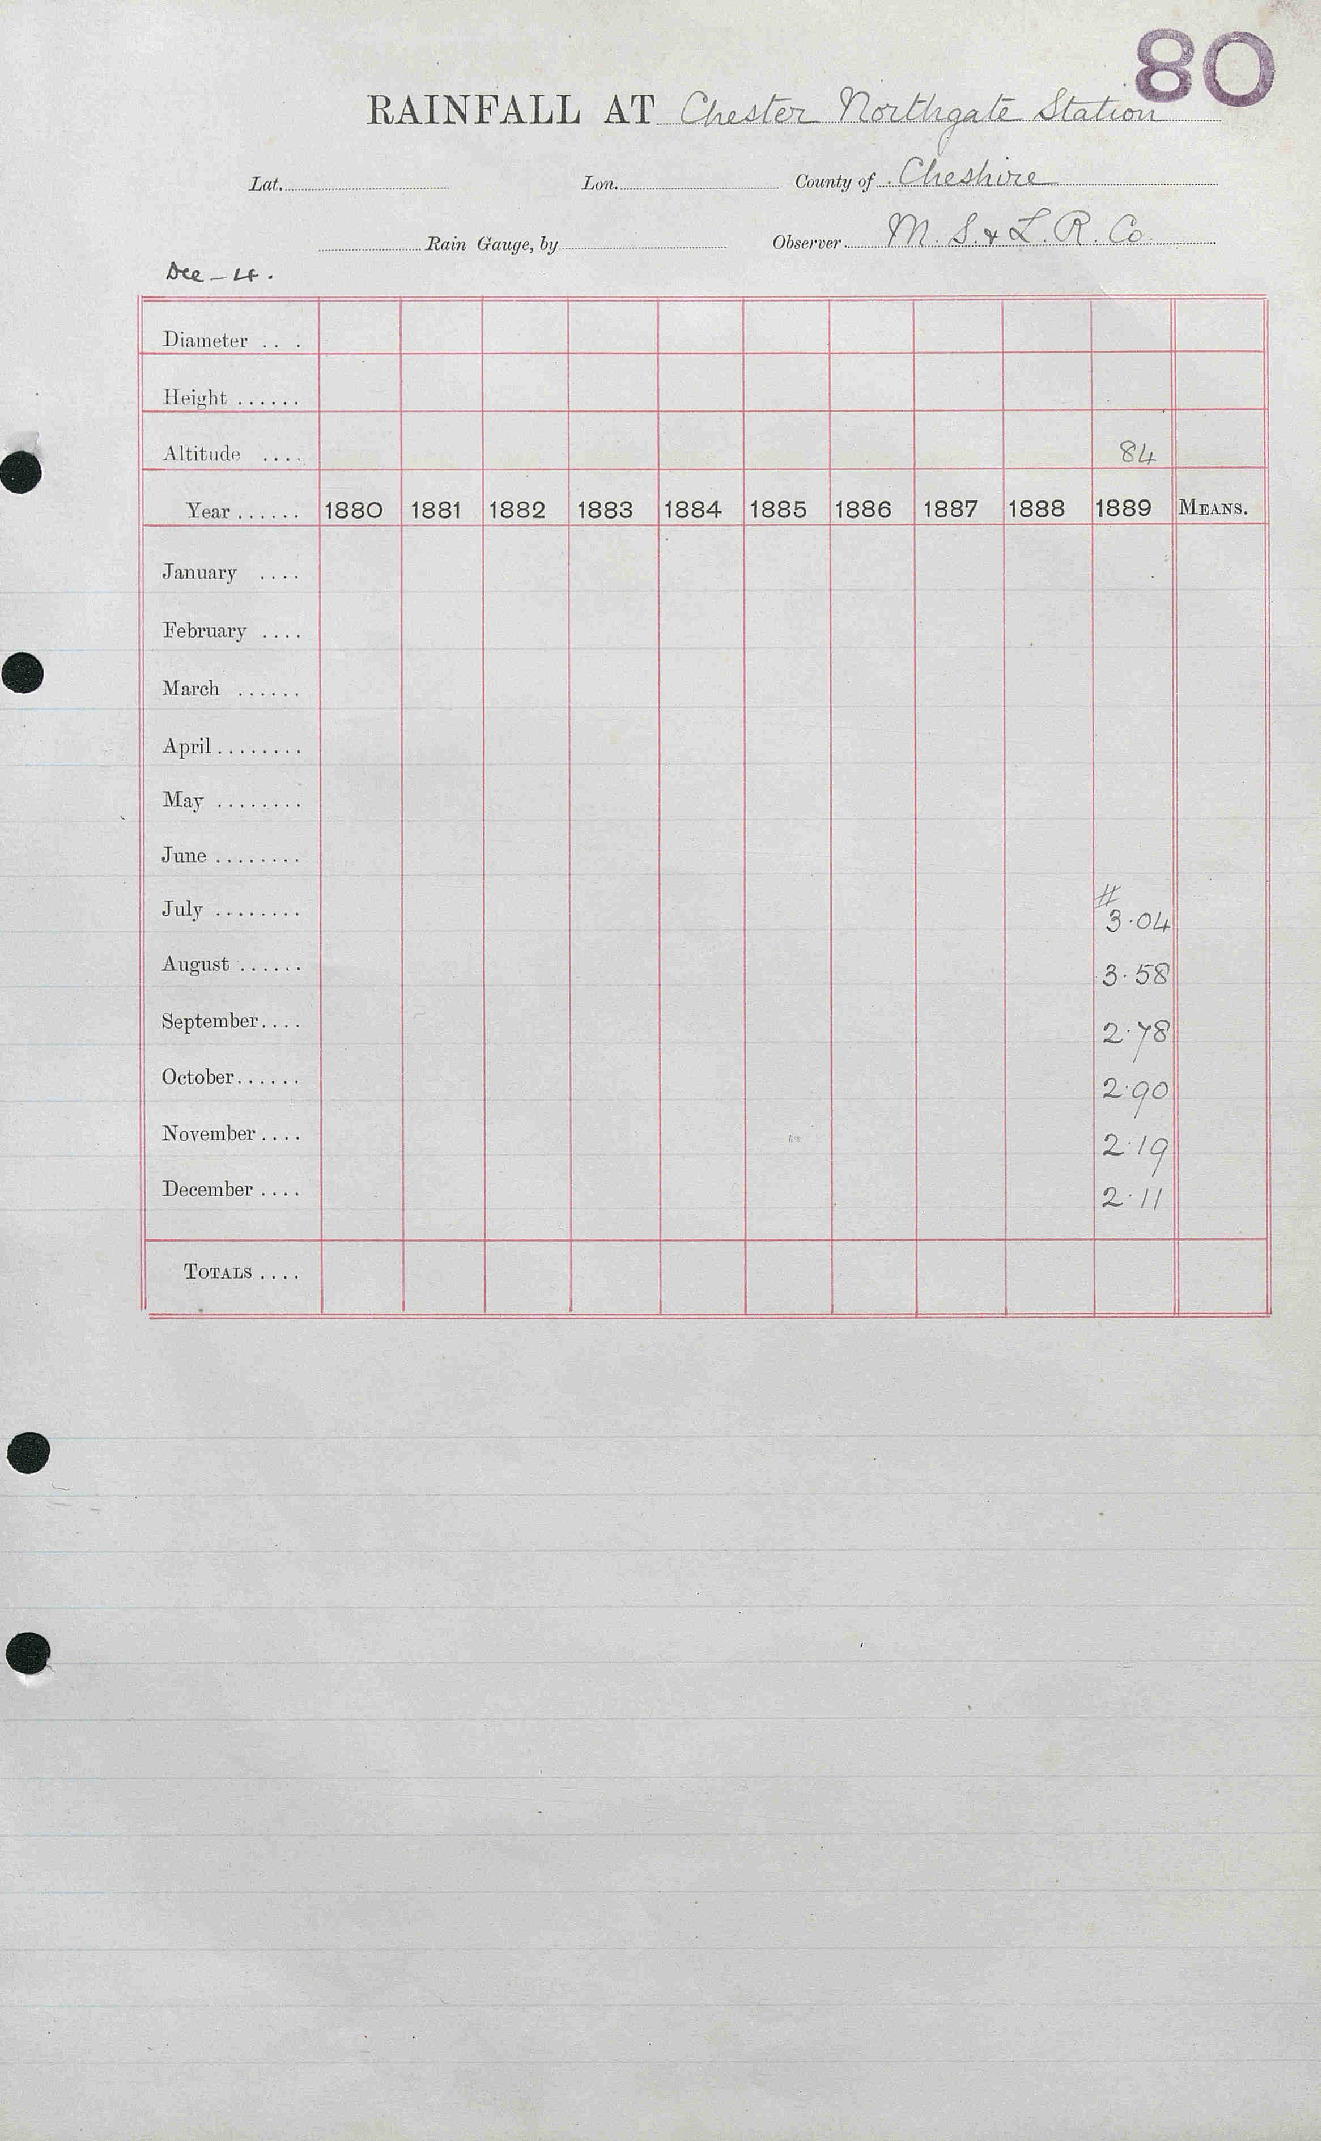 80
RAINFALL AT Chester Northgate Station
Lat. Lon. County of Cheshire
Rain Gauge, by Observer M. S. & L. R. Co.
Dec - 4.
Diameter . . .
Height ......
Altitude .... 84
Year ...... 1880 1881 1882 1883 1884 1885 1886 1887 1888 1889 MEANS.
January ....
February ....
March ......
April ........
May ........
June ........
#
July ........ 3.04
August ...... 3.58
September .... 2.78
October ...... 2.90
November .... 2.19
December .... 2.11
TOTALS ....